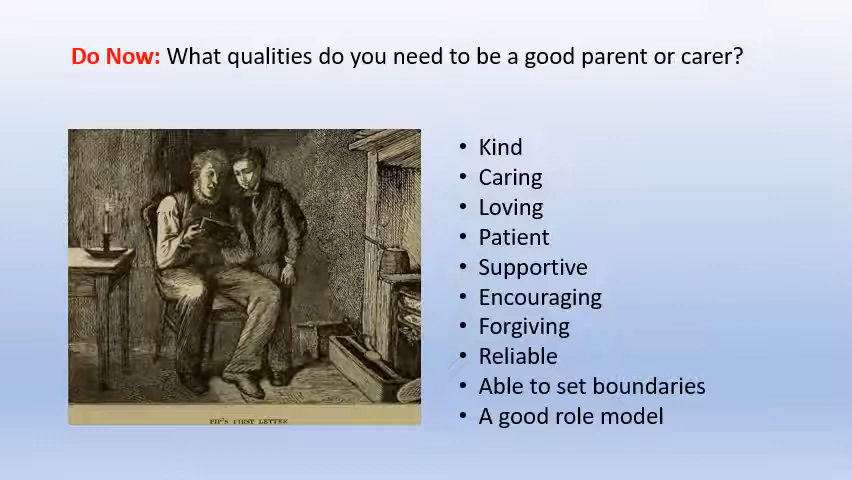 Do Now: What qualities do you need to be a good parent or carer?
• Kind
• Caring
• Loving
• Patient
• Supportive
• Encouraging
• Forgiving
• Reliable
• Able to set boundaries
• A good role model
PIP'S FIRST LETTER